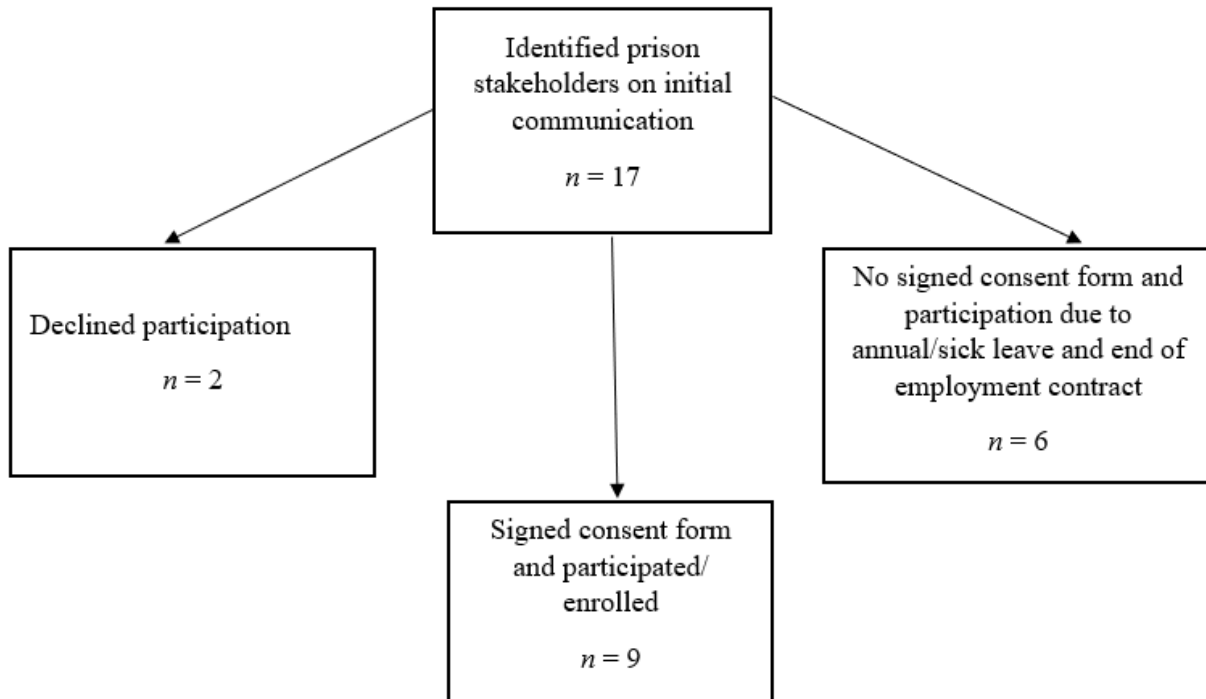 Identified prison
stakeholders on initial
communication
n = 17
Declined participation
n = 2
No signed consent form and
participation due to
annual/sick leave and end of
employment contract
n = 6
Signed consent form
and participated/
enrolled
n = 9